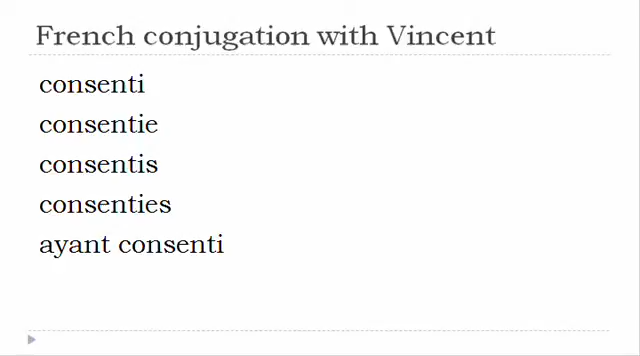 French conjugation with Vincent
consenti
consentie
consentis
consenties
ayant consenti